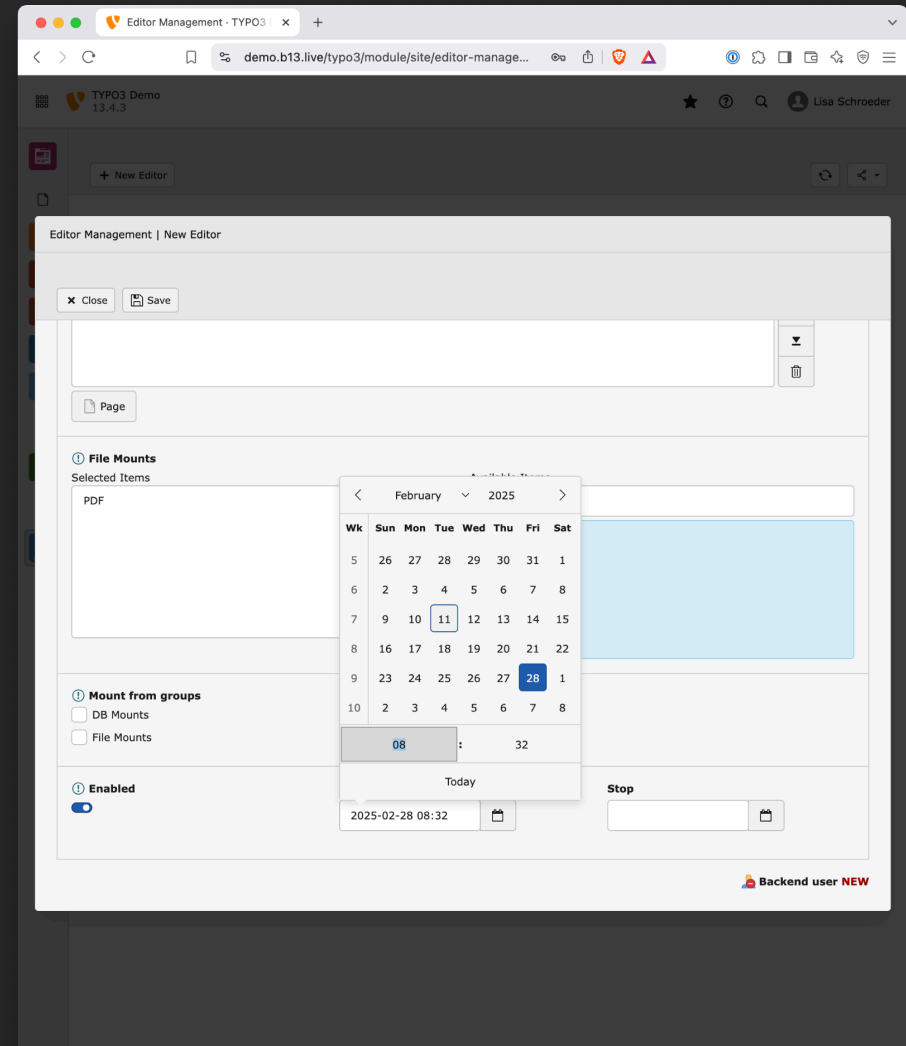 Editor Management · TYPO3
demo.b13.live/typo3/module/site/editor-manage...
TYPO3 Demo
13.4.3
Lisa Schroeder
New Editor
Editor Management | New Editor
Close
Save
Page
File Mounts
Selected Items
PDF
February 2025
Wk Sun Mon Tue Wed Thu Fri Sat
5 26 27 28 29 30 31 1
6 2 3 4 5 6 7 8
7 9 10 11 12 13 14 15
8 16 17 18 19 20 21 22
9 23 24 25 26 27 28 1
10 2 3 4 5 6 7 8
08 : 32
Today
Mount from groups
DB Mounts
File Mounts
Enabled
2025-02-28 08:32
Stop
Backend user NEW